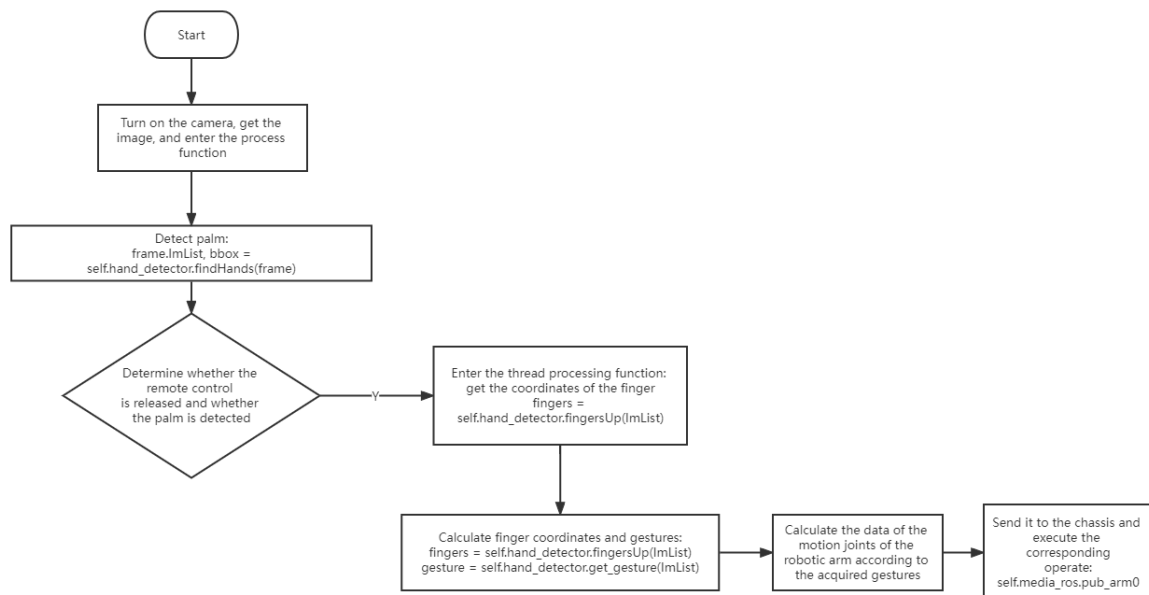 Start
Turn on the camera, get the
image, and enter the process
function
Detect palm:
frame.lmList, bbox =
self.hand_detector.findHands(frame)
Determine whether the
remote control
is released and whether
the palm is detected
Y
Enter the thread processing function:
get the coordinates of the finger
fingers =
self.hand_detector.fingersUp(lmList)
Calculate finger coordinates and gestures:
fingers = self.hand_detector.fingersUp(lmList)
gesture = self.hand_detector.get_gesture(lmList)
Calculate the data of the
motion joints of the
robotic arm according to
the acquired gestures
Send it to the chassis and
execute the
corresponding
operate:
self.media_ros.pub_arm0